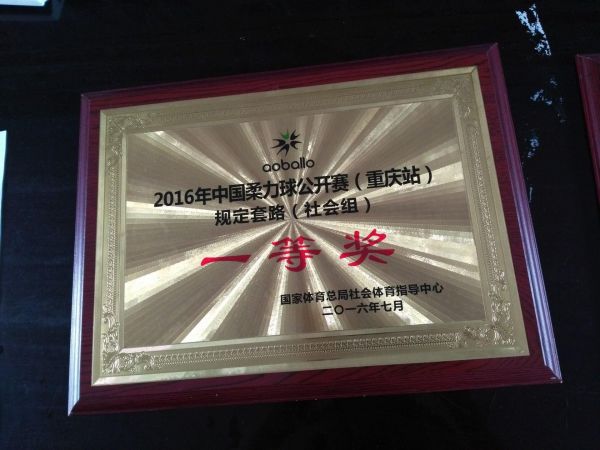 aoballo
2016年中国柔力球公开赛（重庆站）
规定套路（社会组）
一等奖
国家体育总局社会体育指导中心
二〇一六年七月